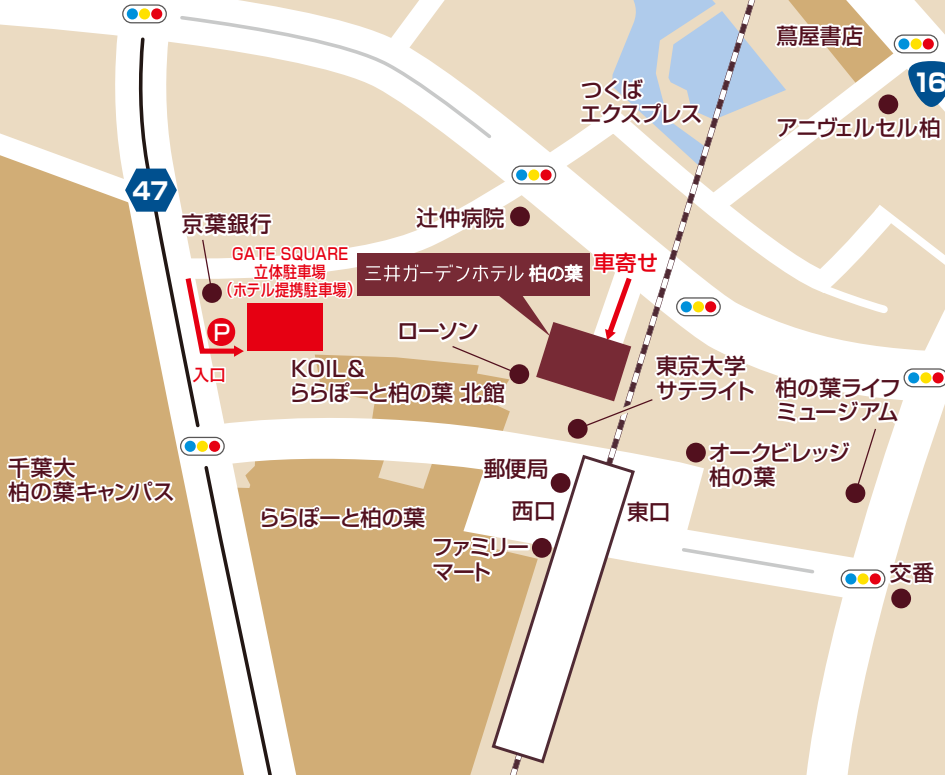 蔦屋書店
16
つくば
エクスプレス
アニヴェルセル柏
47
京葉銀行
辻仲病院
GATE SQUARE
立体駐車場
(ホテル提携駐車場)
三井ガーデンホテル 柏の葉
車寄せ
P
入口
ローソン
KOIL&
ららぽーと柏の葉 北館
東京大学
サテライト
柏の葉ライフ
ミュージアム
千葉大
柏の葉キャンパス
郵便局
オークビレッジ
柏の葉
ららぽーと柏の葉
西口
東口
ファミリー
マート
交番